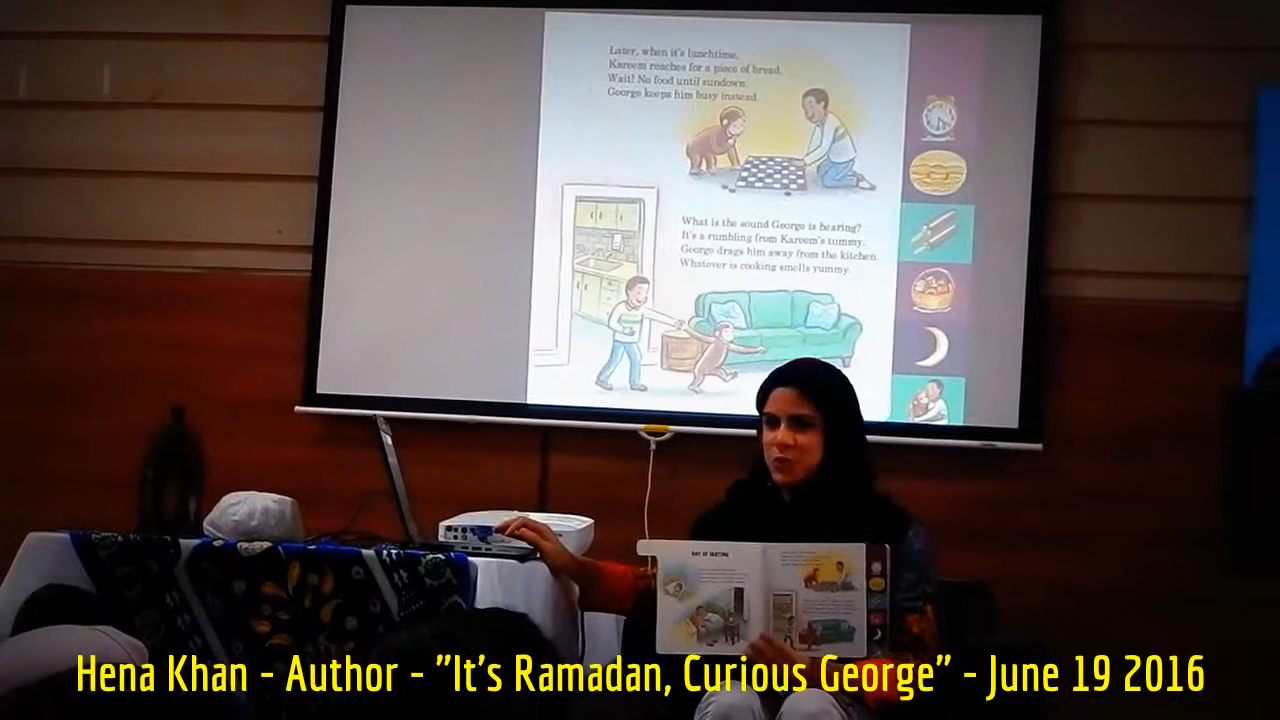 Later, when it's lunchtime,
Kareem reaches for a piece of bread.
Wait! No food until sundown.
George keeps him busy instead.
What is the sound George is hearing?
It's a rumbling from Kareem's tummy.
George drags him away from the kitchen.
Whatever is cooking smells yummy.
DAY OF FASTING
Hena Khan - Author - "It's Ramadan, Curious George" - June 19 2016